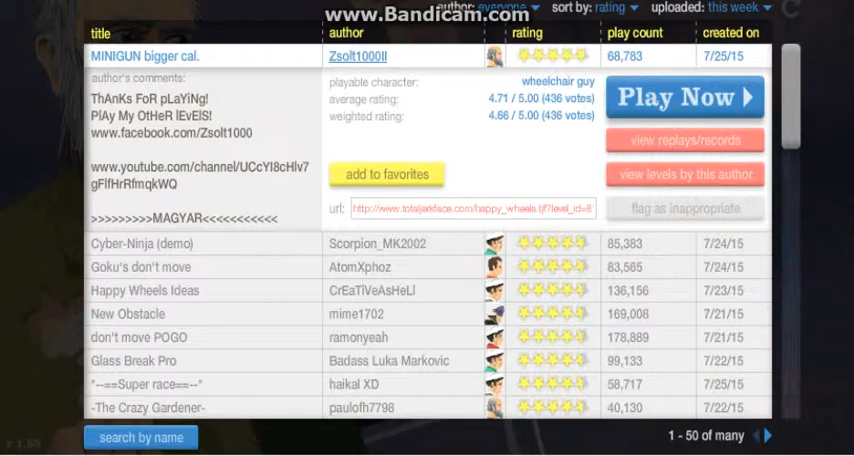 www.Bandicam.com
author: everyone sort by: rating uploaded: this week
title author rating play count created on
MINIGUN bigger cal. Zsolt1000II 68,783 7/25/15
author's comments:
ThAnKs FoR pLaYiNg!
PlAy My OtHeR lEvElS!
www.facebook.com/Zsolt1000
www.youtube.com/channel/UCcYI8cHlv7
gFlfHrRfmqkWQ
>>>>>>>>>MAGYAR<<<<<<<<<<<
playable character: wheelchair guy
average rating: 4.71 / 5.00 (436 votes)
weighted rating: 4.66 / 5.00 (436 votes)
add to favorites
url: http://www.totaljerkface.com/happy_wheels.tjf?level_id=8
Play Now
view replays/records
view levels by this author
flag as inappropriate
Cyber-Ninja (demo) Scorpion_MK2002 85,383 7/24/15
Goku's don't move AtomXphoz 83,565 7/24/15
Happy Wheels Ideas CrEaTiVeAsHeLl 136,156 7/23/15
New Obstacle mime1702 169,008 7/21/15
don't move POGO ramonyeah 178,889 7/21/15
Glass Break Pro Badass Luka Markovic 99,133 7/22/15
"--==Super race==--" haikal XD 58,717 7/25/15
-The Crazy Gardener- paulofh7798 40,130 7/22/15
search by name
1 - 50 of many